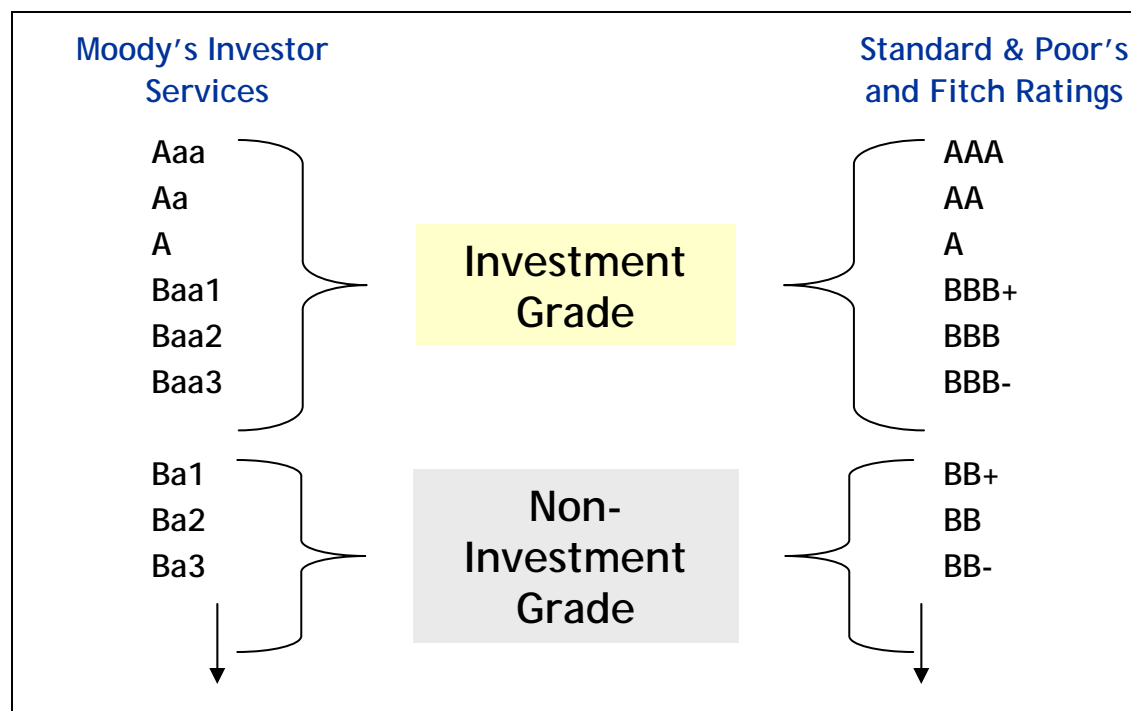 Moody's Investor
Services
Standard & Poor's
and Fitch Ratings
Aaa
Aa
A
Baa1
Baa2
Baa3
Investment
Grade
AAA
AA
A
BBB+
BBB
BBB-
Ba1
Ba2
Ba3
Non-
Investment
Grade
BB+
BB
BB-